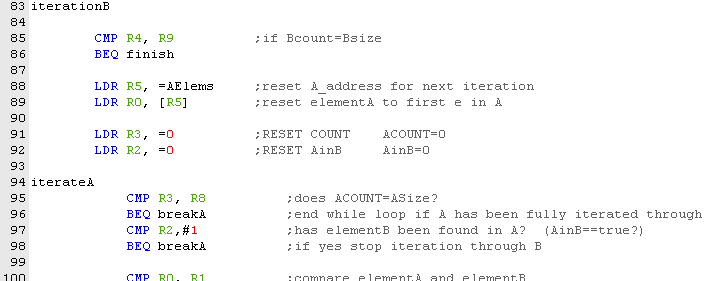 83 iterationB
84
85 CMP R4, R9 ;if Bcount=Bsize
86 BEQ finish
87
88 LDR R5, =AElems ;reset A_address for next iteration
89 LDR R0, [R5] ;reset elementA to first e in A
90
91 LDR R3, =0 ;RESET COUNT ACOUNT=0
92 LDR R2, =0 ;RESET AinB AinB=0
93
94 iterateA
95 CMP R3, R8 ;does ACOUNT=ASize?
96 BEQ breakA ;end while loop if A has been fully iterated through
97 CMP R2,#1 ;has elementB been found in A? (AinB==true?)
98 BEQ breakA ;if yes stop iteration through B
99
100 CMP R0, R1 ;compare elementA and elementB